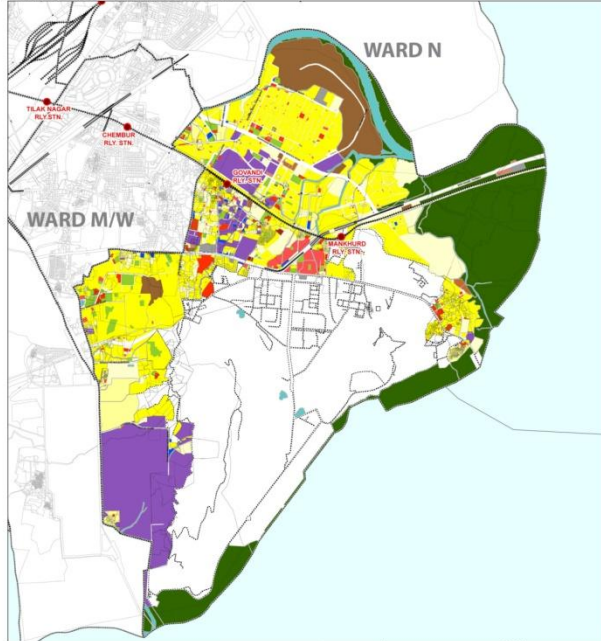 WARD N
TILAK NAGAR
RLY.STN.
CHEMBUR
RLY. STN.
GOVANDI
RLY. STN.
WARD M/W
MANKHURD
RLY STN.